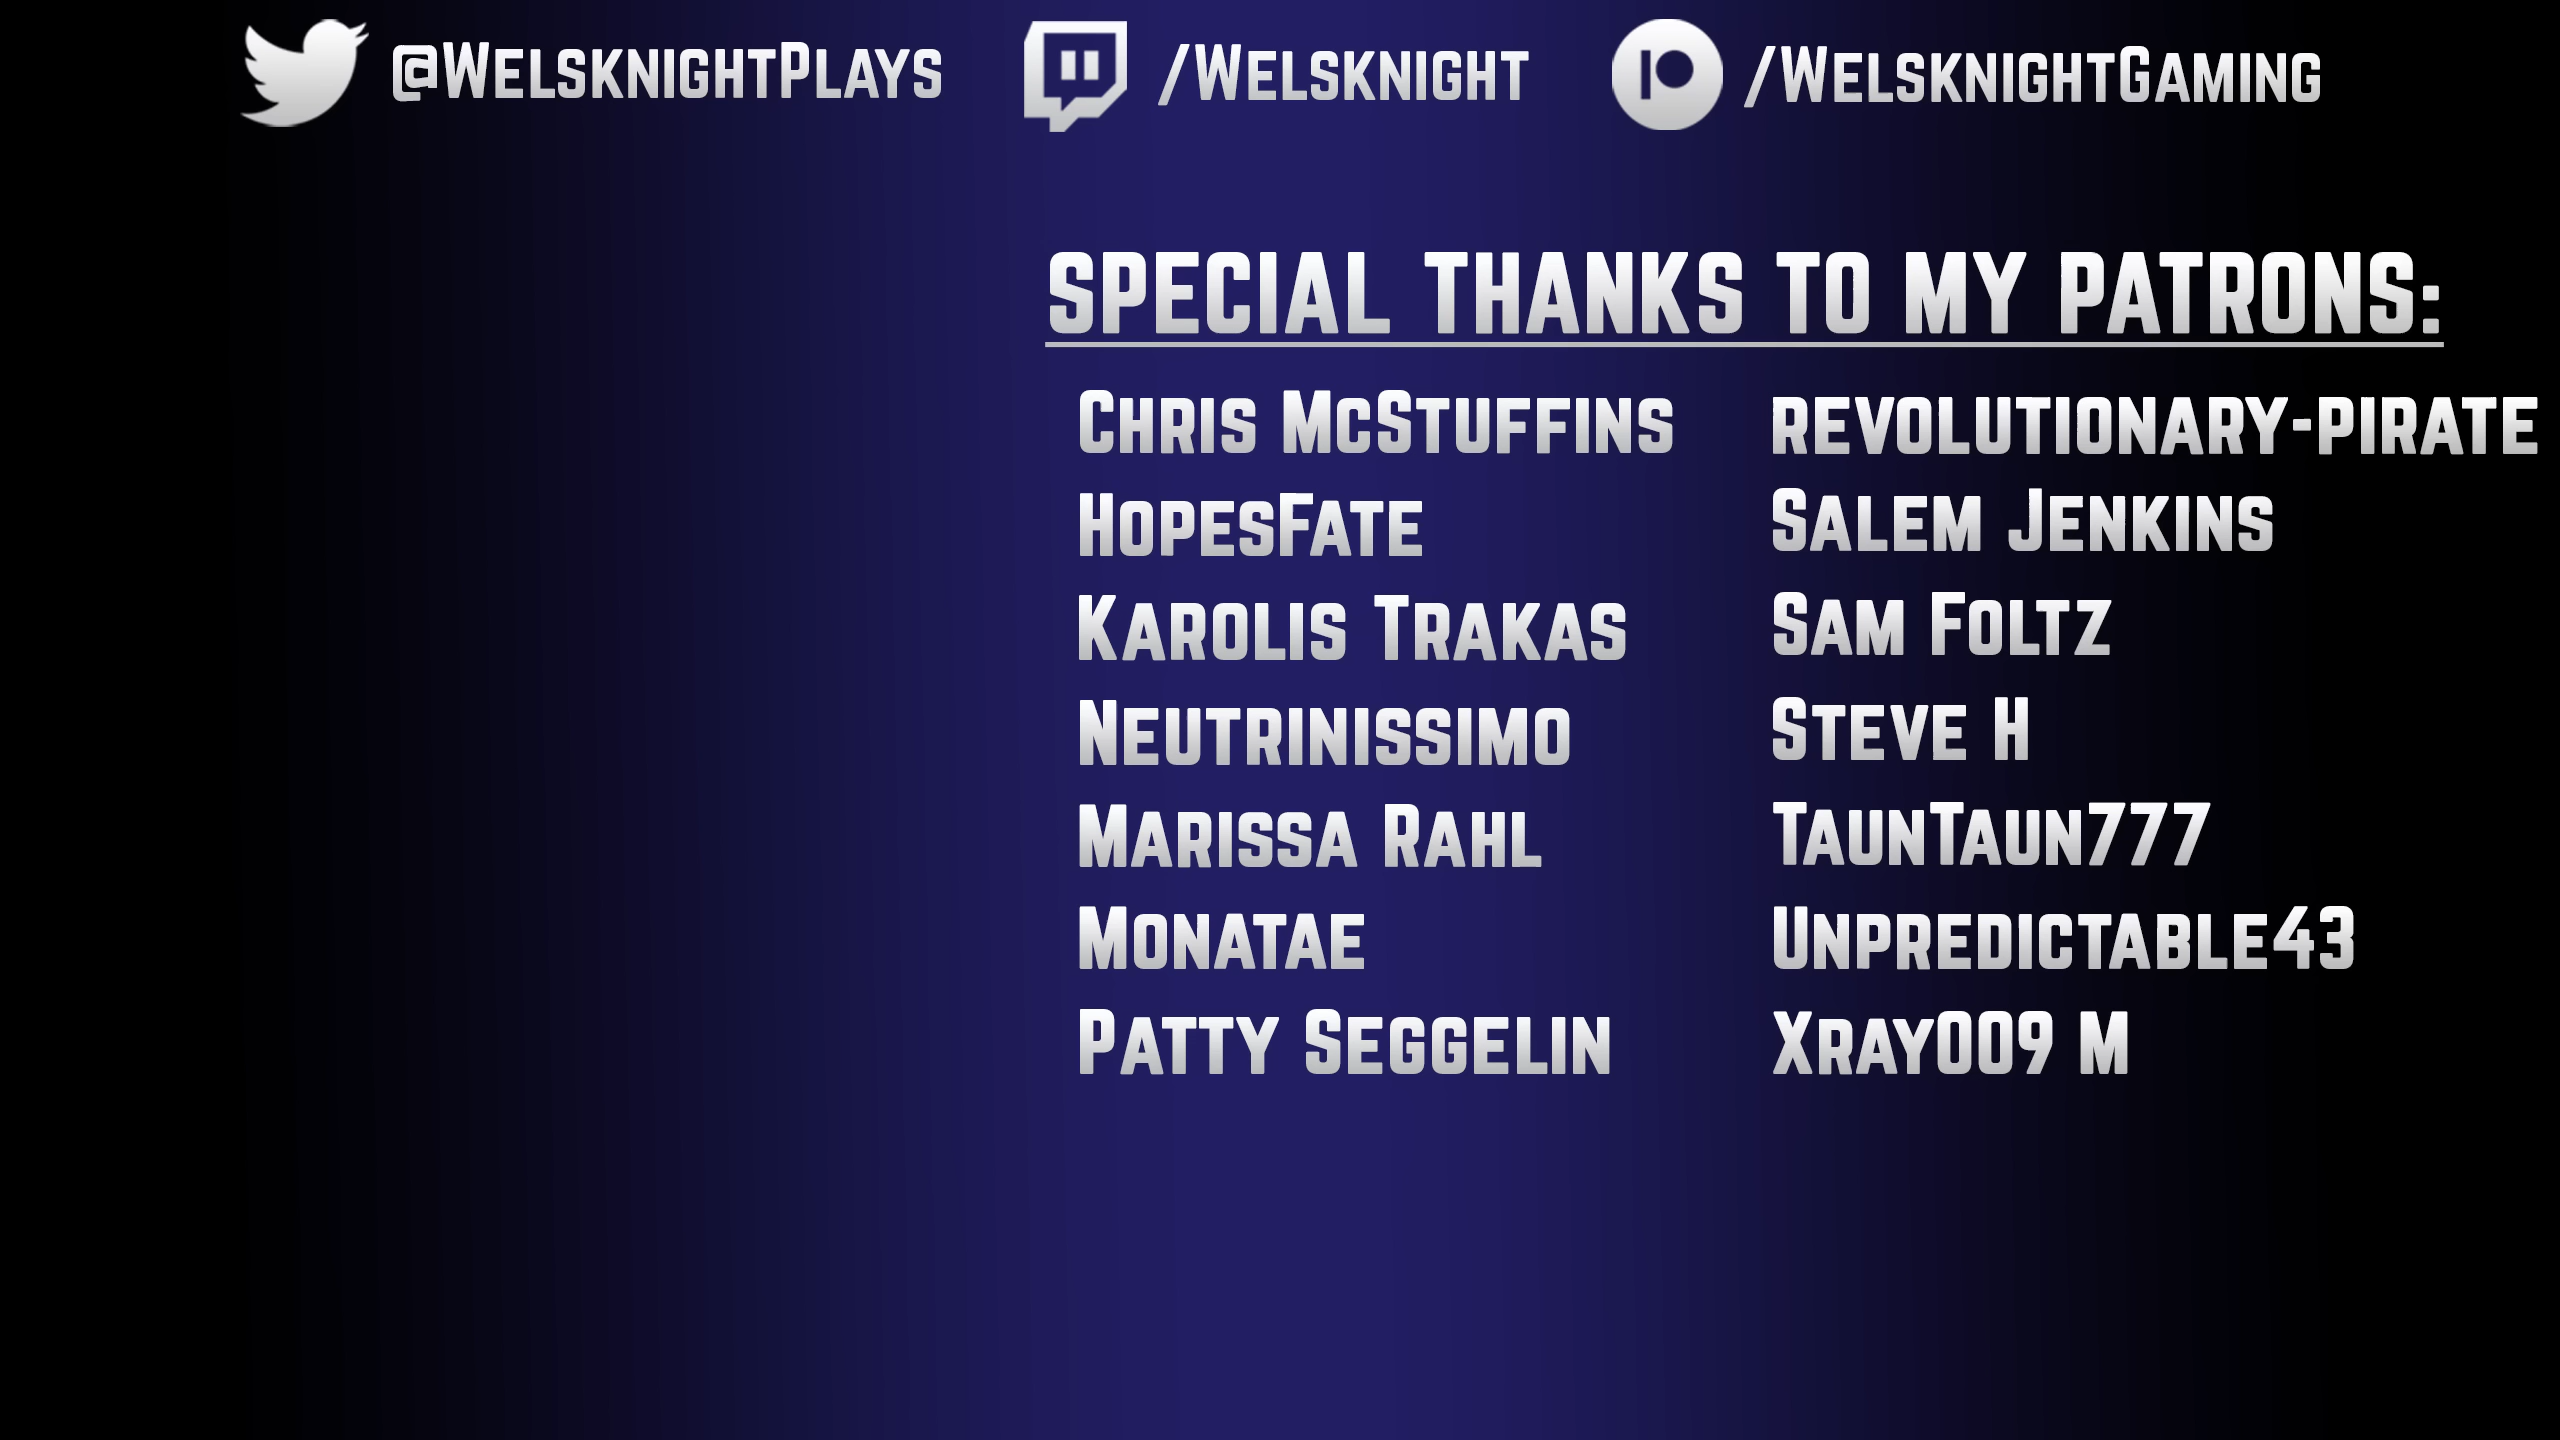 @WelsknightPlays /Welsknight /WelsknightGaming
SPECIAL THANKS TO MY PATRONS:
Chris McStuffins
HopesFate
Karolis Trakas
Neutrinissimo
Marissa Rahl
Monatae
Patty Seggelin
revolutionary-pirate
Salem Jenkins
Sam Foltz
Steve H
TaunTaun777
Unpredictable43
Xray009 M